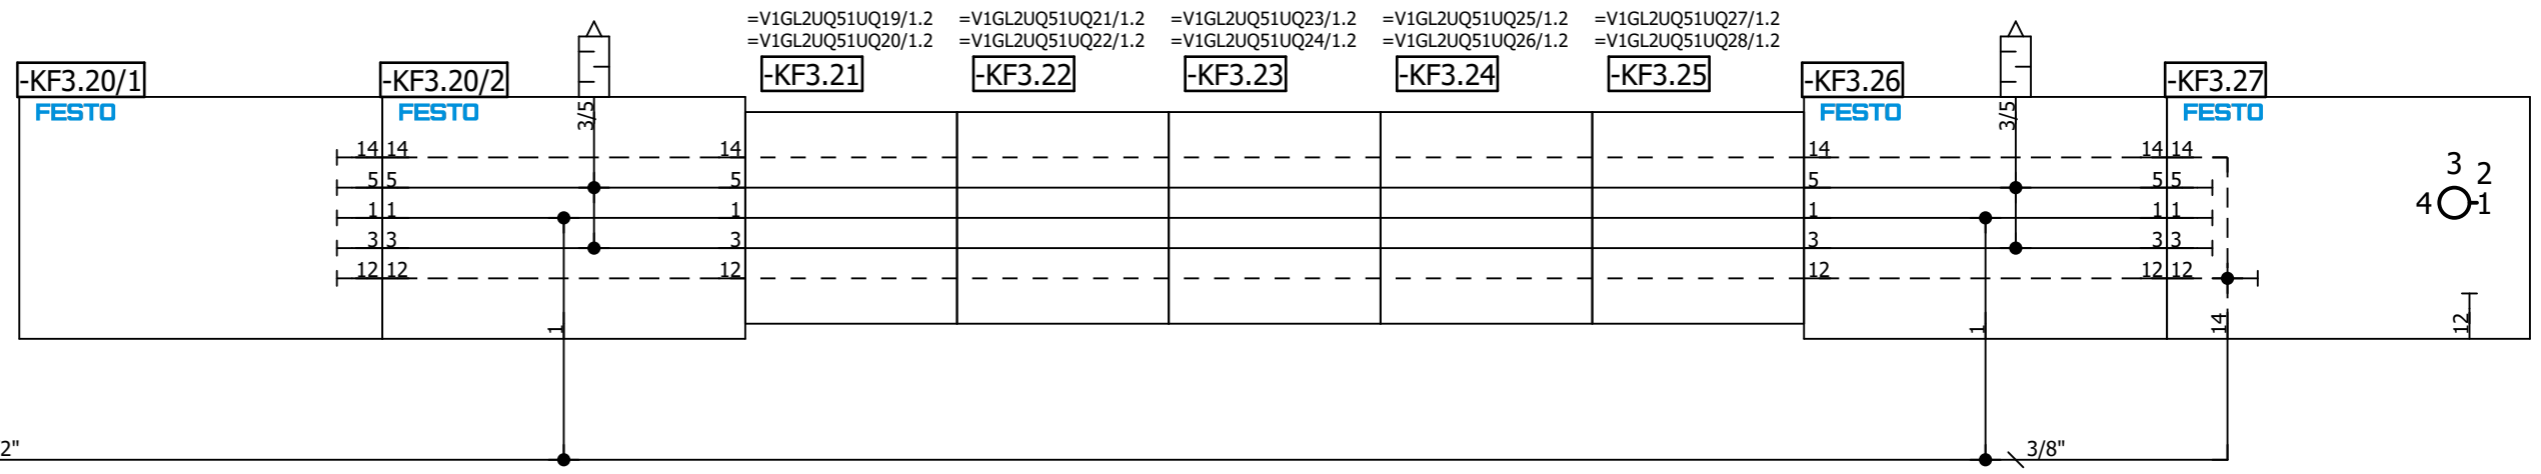 =V1GL2UQ51UQ19/1.2 =V1GL2UQ51UQ21/1.2 =V1GL2UQ51UQ23/1.2 =V1GL2UQ51UQ25/1.2 =V1GL2UQ51UQ27/1.2
=V1GL2UQ51UQ20/1.2 =V1GL2UQ51UQ22/1.2 =V1GL2UQ51UQ24/1.2 =V1GL2UQ51UQ26/1.2 =V1GL2UQ51UQ28/1.2
-KF3.20/1 -KF3.20/2 -KF3.21 -KF3.22 -KF3.23 -KF3.24 -KF3.25 -KF3.26 -KF3.27
FESTO FESTO FESTO FESTO
3/5 3/5
14 14 14 14 14 14
5 5 5 5 5 5
1 1 1 1 1 1
3 3 3 3 3 3
12 12 12 12 12 12
3 2
4 1
1 1 14 12
2" 3/8"